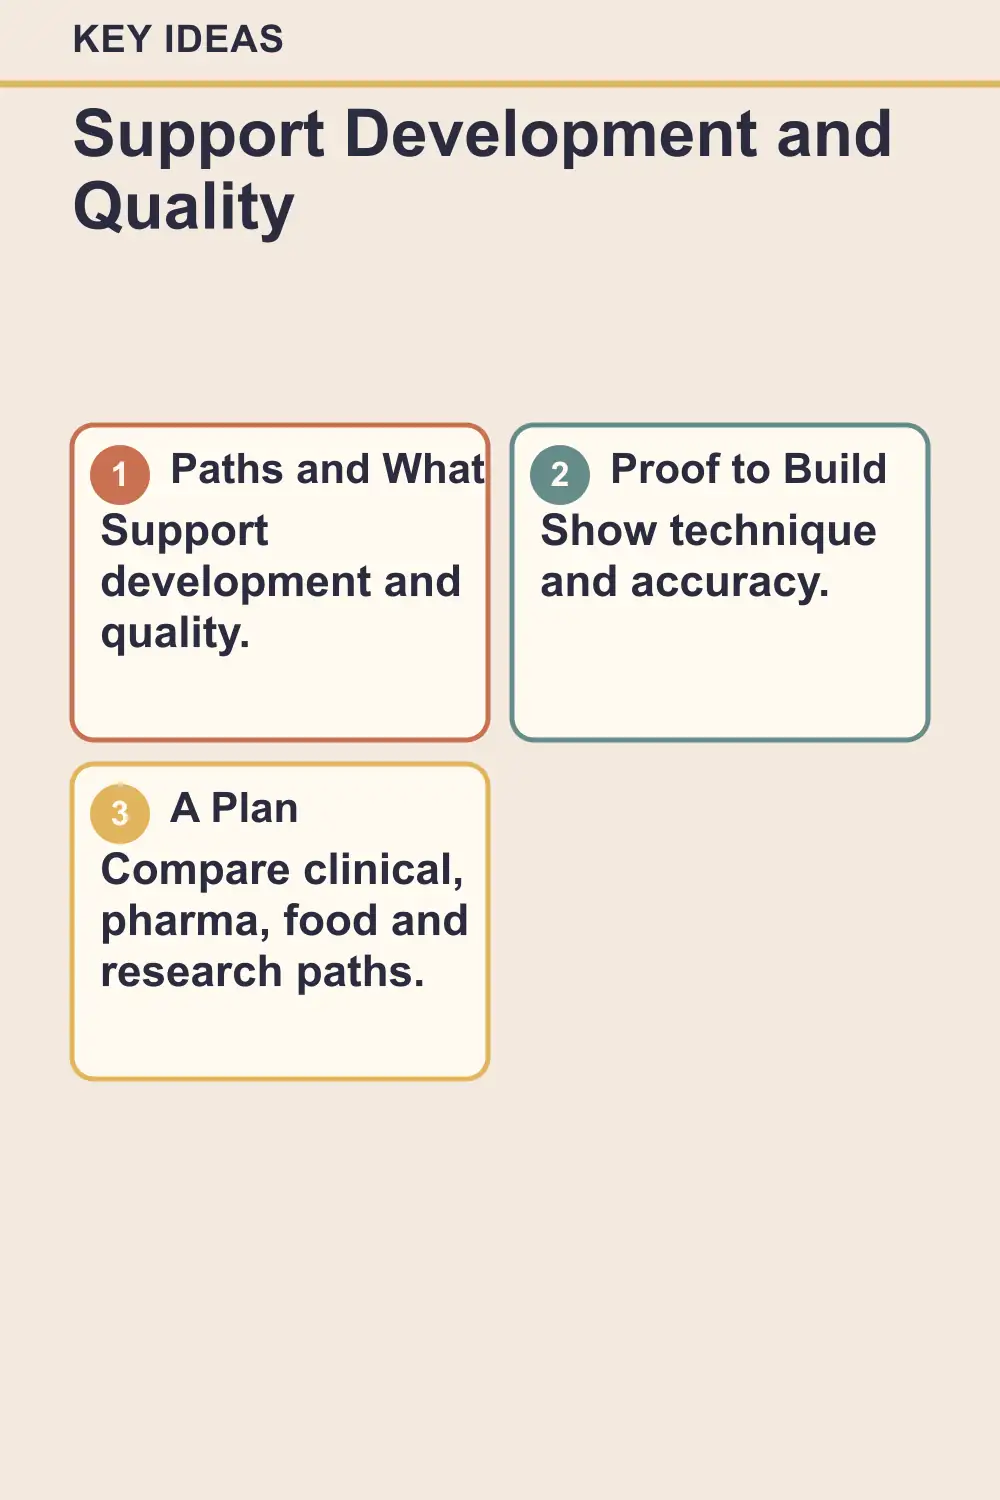 KEY IDEAS
Support Development and
Quality
1 Paths and What
Support
development and
quality.
2 Proof to Build
Show technique
and accuracy.
3 A Plan
Compare clinical,
pharma, food and
research paths.